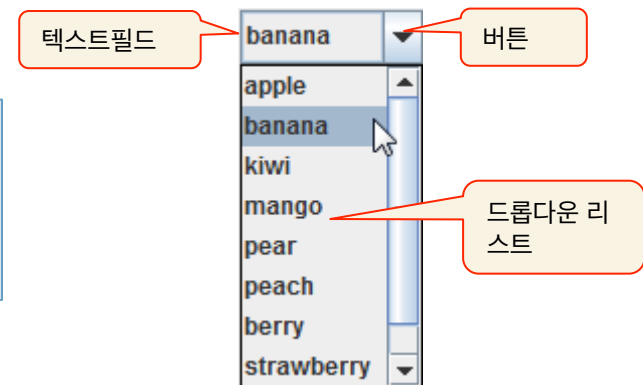 텍스트필드
banana
버튼
apple
banana
kiwi
mango
드롭다운 리
스트
pear
peach
berry
strawberry